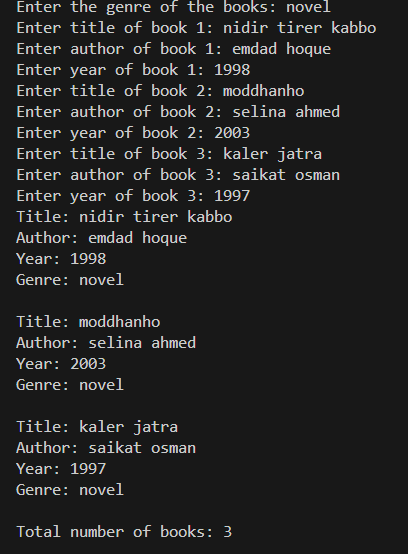 Enter the genre of the books: novel
Enter title of book 1: nidir tirer kabbo
Enter author of book 1: emdad hoque
Enter year of book 1: 1998
Enter title of book 2: moddhanho
Enter author of book 2: selina ahmed
Enter year of book 2: 2003
Enter title of book 3: kaler jatra
Enter author of book 3: saikat osman
Enter year of book 3: 1997
Title: nidir tirer kabbo
Author: emdad hoque
Year: 1998
Genre: novel
Title: moddhanho
Author: selina ahmed
Year: 2003
Genre: novel
Title: kaler jatra
Author: saikat osman
Year: 1997
Genre: novel
Total number of books: 3